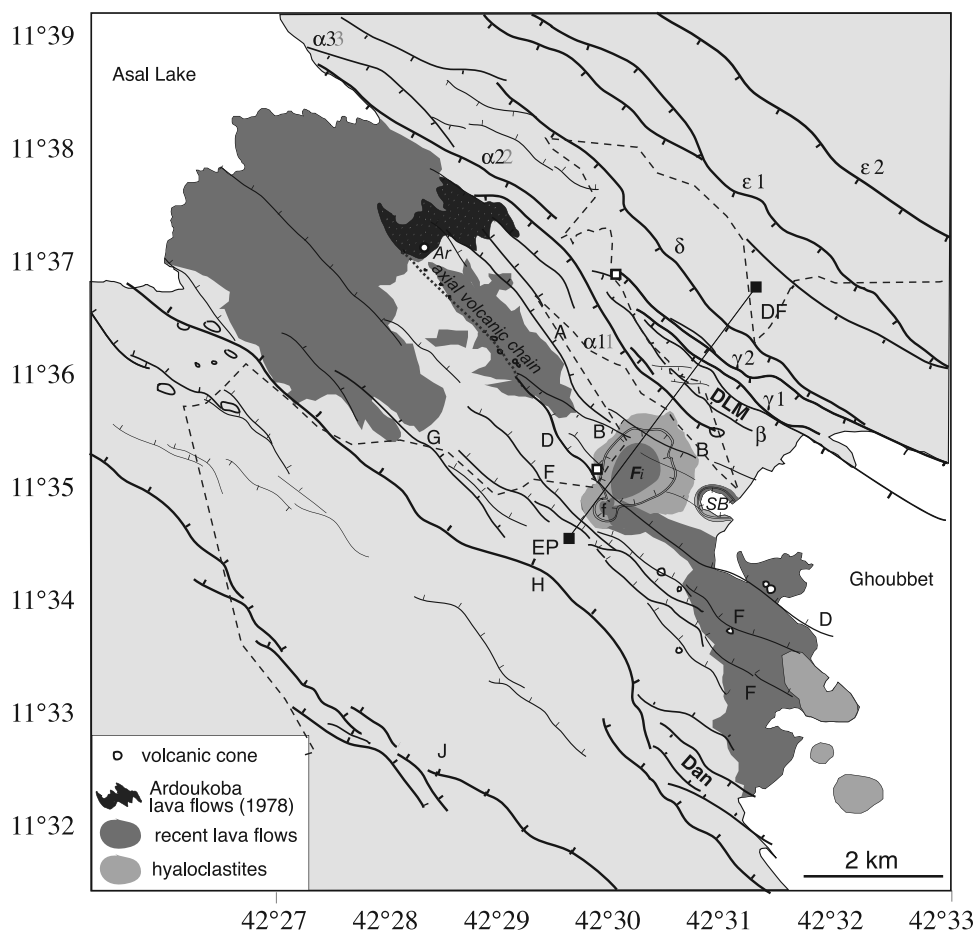 11°39
11°38
11°37
11°36
11°35
11°34
11°33
11°32
α33
Asal Lake
α22
ε1
ε2
δ
Ar
axial volcanic chain
DF
A
α11
γ2
DLM
γ1
β
G
D
B
B
F
Fi
SB
f
EP
H
Ghoubbet
D
F
F
J
Dan
volcanic cone
Ardoukoba
lava flows (1978)
recent lava flows
hyaloclastites
2 km
42°27
42°28
42°29
42°30
42°31
42°32
42°33